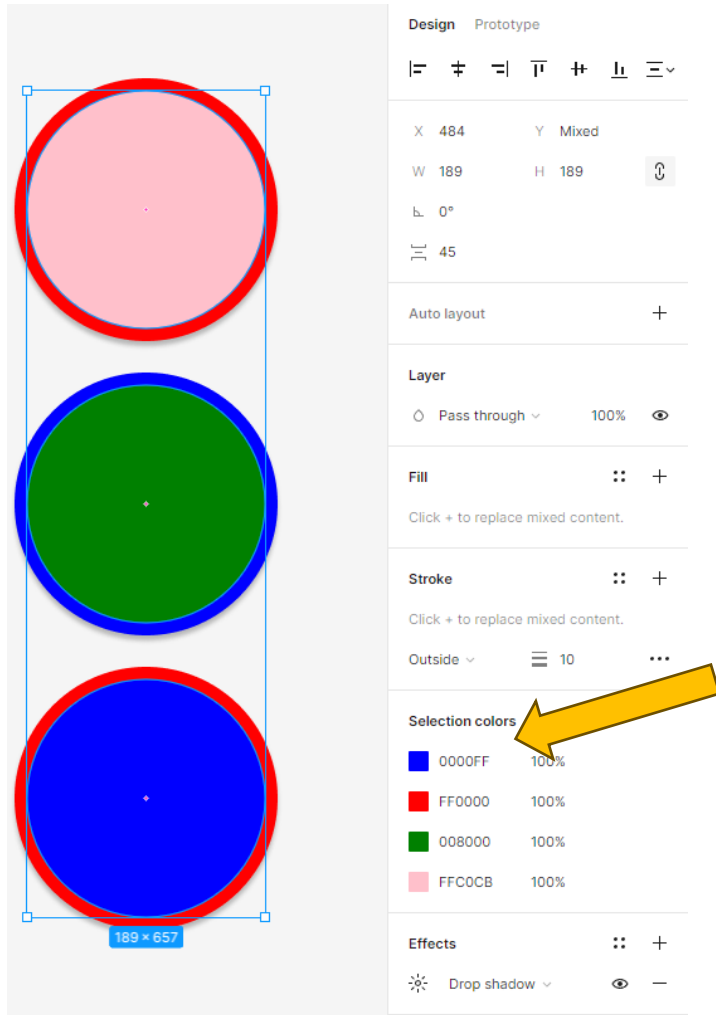 Design Prototype
X 484 Y Mixed
W 189 H 189
0°
45
Auto layout
Layer
Pass through 100%
Fill
Click + to replace mixed content.
Stroke
Click + to replace mixed content.
Outside 10
Selection colors
0000FF 100%
FF0000 100%
008000 100%
FFC0CB 100%
189 × 657
Effects
Drop shadow